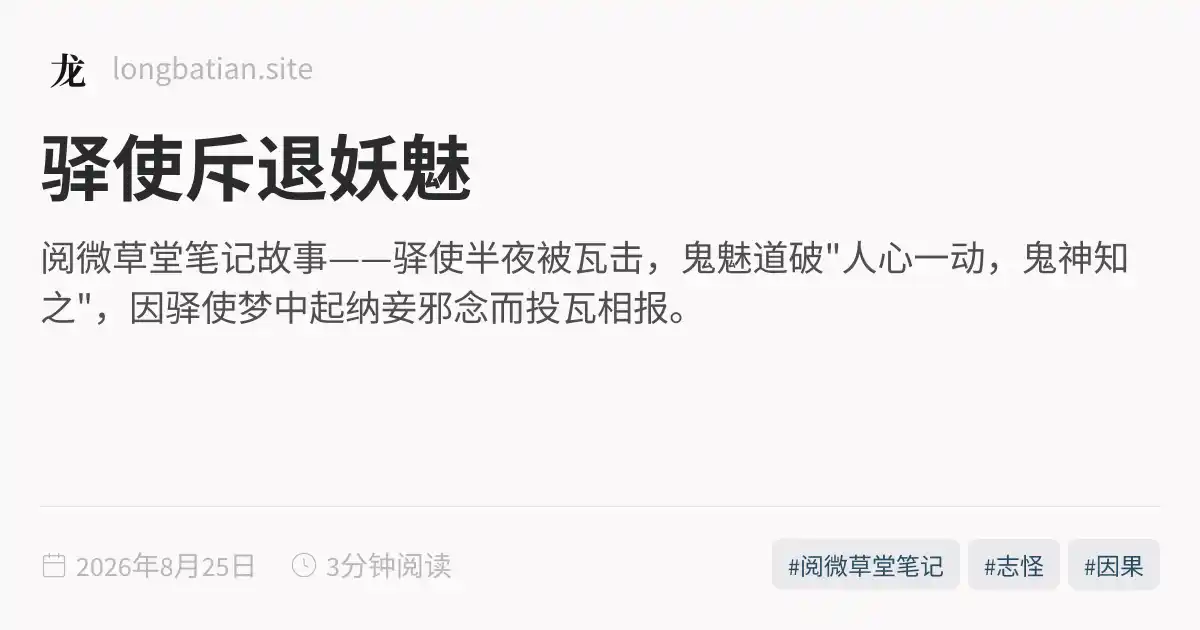 龙 longbatian.site
驿使斥退妖魅
阅微草堂笔记故事——驿使半夜被瓦击，鬼魅道破"人心一动，鬼神知
之"，因驿使梦中起纳妾邪念而投瓦相报。
2026年8月25日 3分钟阅读 #阅微草堂笔记 #志怪 #因果